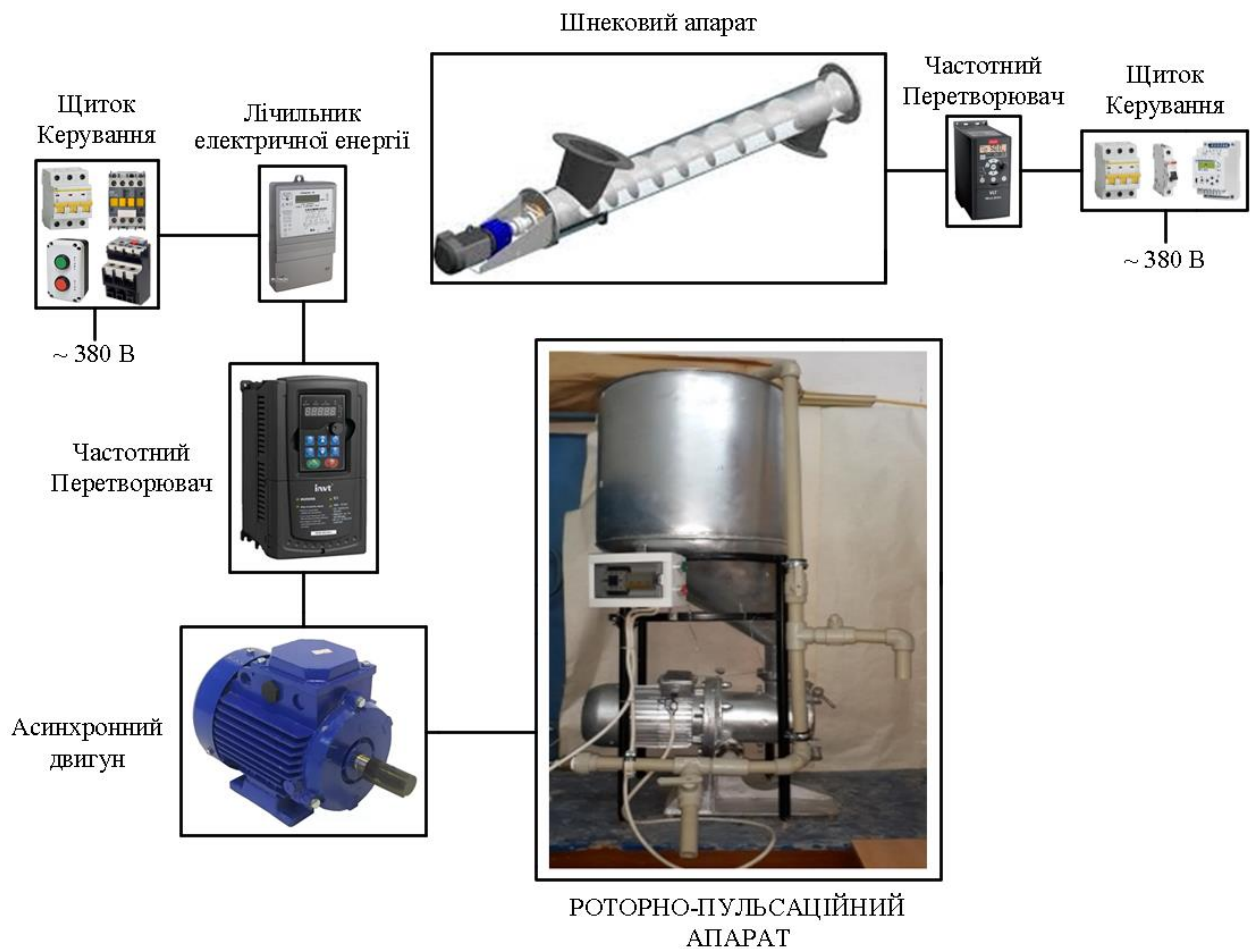 Шнековий апарат
Частотний
Перетворювач
Щиток
Керування
Щиток
Керування
Лічильник
електричної енергії
~ 380 В
~ 380 В
Частотний
Перетворювач
invt
Асинхронний
двигун
РОТОРНО-ПУЛЬСАЦІЙНИЙ
АПАРАТ